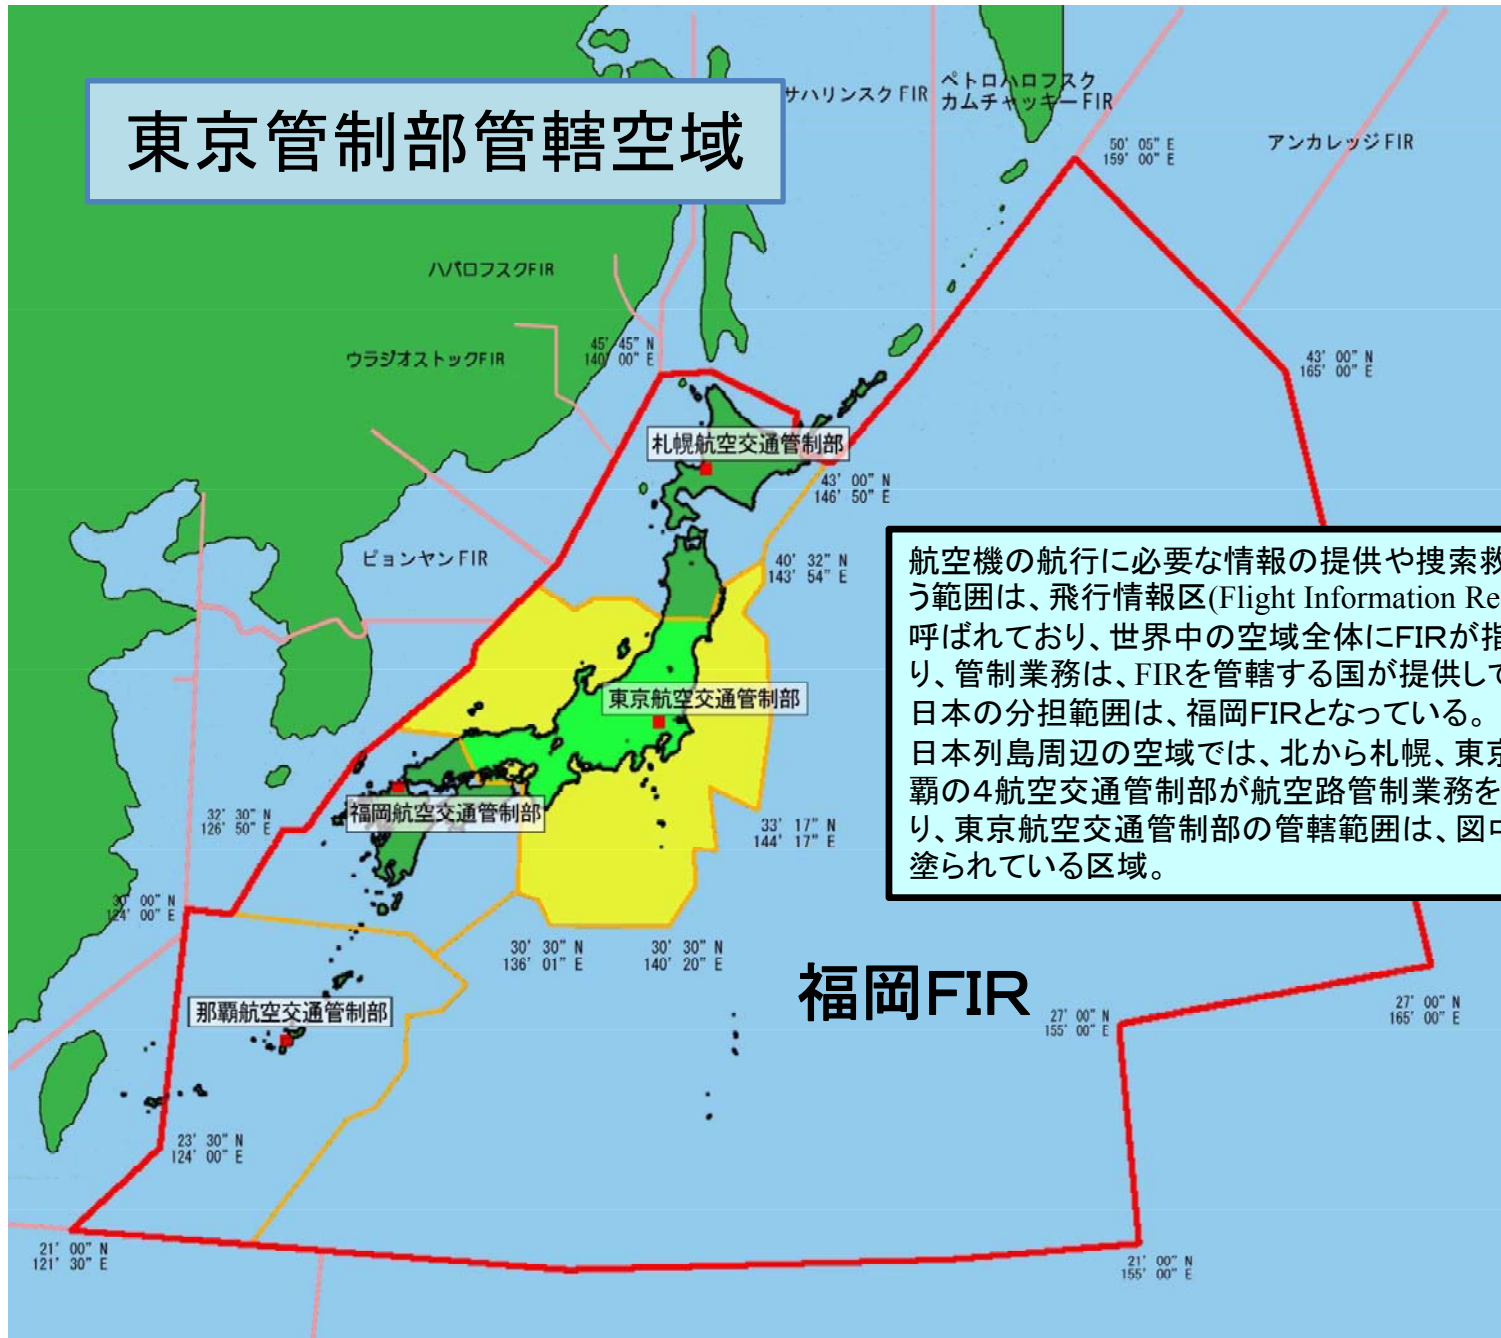 東京管制部管轄空域
サハリンスクFIR
ペトロハロフスク
カムチャッキーFIR
アンカレッジFIR
50' 05" E
159' 00" E
ハバロフスクFIR
ウラジオストックFIR
45' 45" N
140' 00" E
43' 00" N
165' 00" E
札幌航空交通管制部
43' 00" N
146' 50" E
ピョンヤンFIR
40' 32" N
143' 54" E
航空機の航行に必要な情報の提供や捜索救
う範囲は、飛行情報区(Flight Information Re
呼ばれており、世界中の空域全体にFIRが指
り、管制業務は、FIRを管轄する国が提供して
日本の分担範囲は、福岡FIRとなっている。
日本列島周辺の空域では、北から札幌、東京
覇の4航空交通管制部が航空路管制業務を
り、東京航空交通管制部の管轄範囲は、図中
塗られている区域。
東京航空交通管制部
福岡航空交通管制部
32' 30" N
126' 50" E
33' 17" N
144' 17" E
30' 00" N
124' 00" E
30' 30" N
136' 01" E
30' 30" N
140' 20" E
福岡FIR
那覇航空交通管制部
27' 00" N
155' 00" E
27' 00" N
165' 00" E
23' 30" N
124' 00" E
21' 00" N
121' 30" E
21' 00" N
155' 00" E